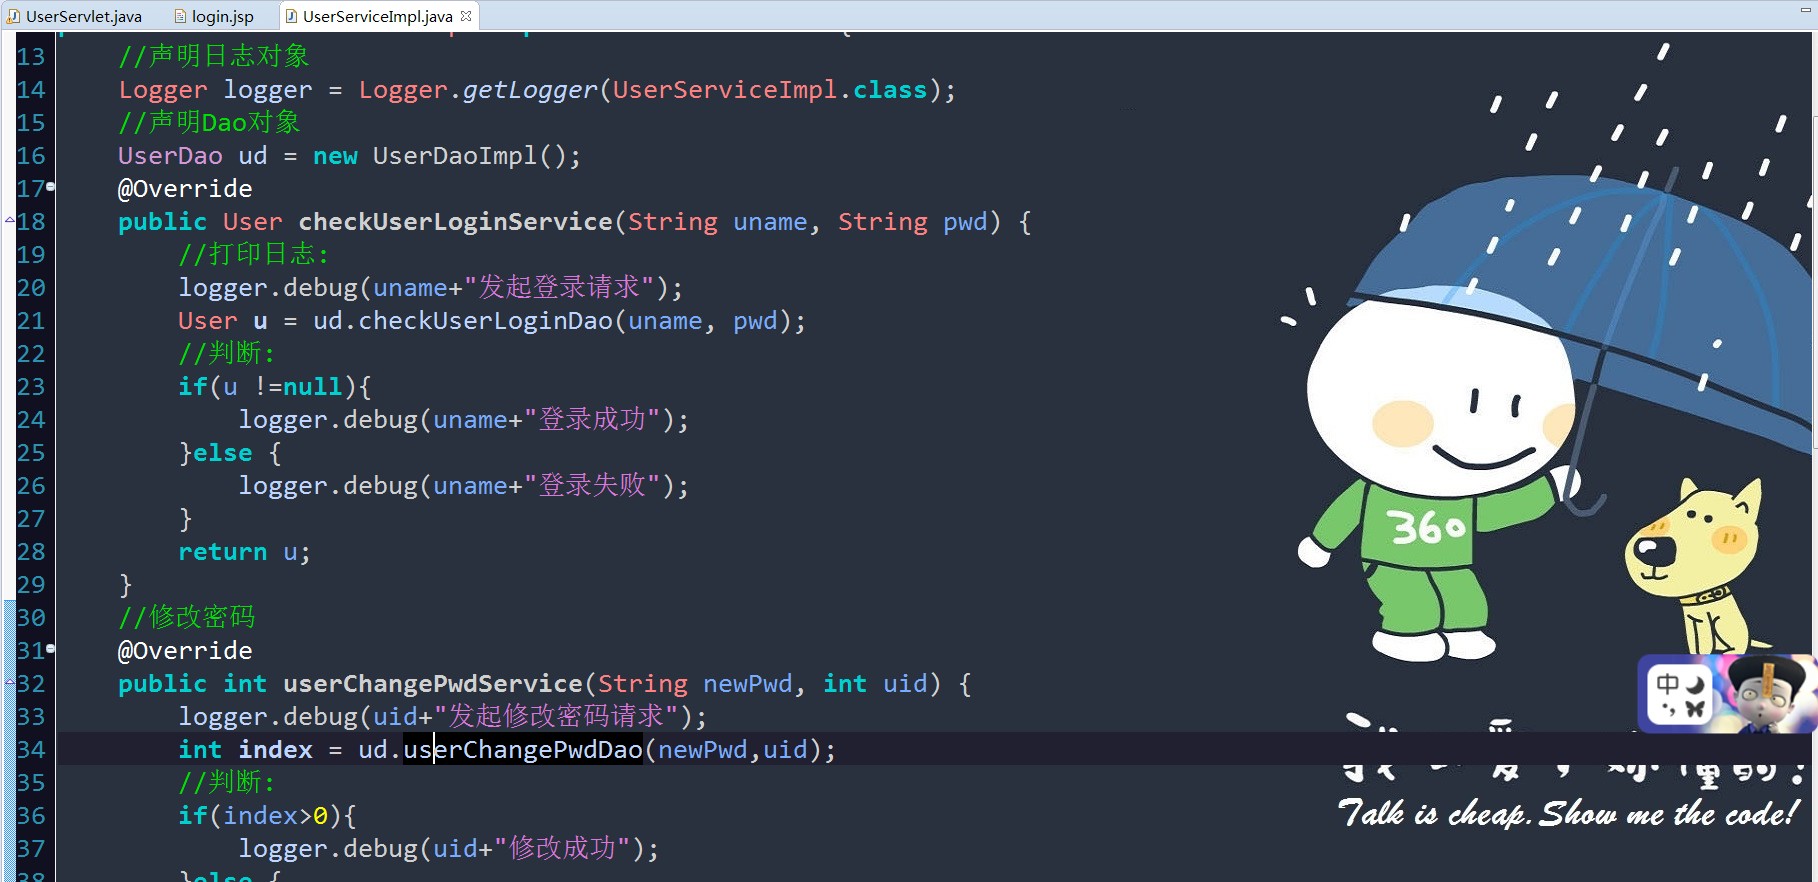 UserServlet.java login.jsp UserServiceImpl.java
13 //声明日志对象
14 Logger logger = Logger.getLogger(UserServiceImpl.class);
15 //声明Dao对象
16 UserDao ud = new UserDaoImpl();
17 @Override
18 public User checkUserLoginService(String uname, String pwd) {
19 //打印日志:
20 logger.debug(uname+"发起登录请求");
21 User u = ud.checkUserLoginDao(uname, pwd);
22 //判断:
23 if(u !=null){
24 logger.debug(uname+"登录成功");
25 }else {
26 logger.debug(uname+"登录失败");
27 }
28 return u;
29 }
30 //修改密码
31 @Override
32 public int userChangePwdService(String newPwd, int uid) {
33 logger.debug(uid+"发起修改密码请求");
34 int index = ud.userChangePwdDao(newPwd,uid);
35 //判断:
36 if(index>0){
37 logger.debug(uid+"修改成功");
38 }else {
360
中
Talk is cheap. Show me the code!